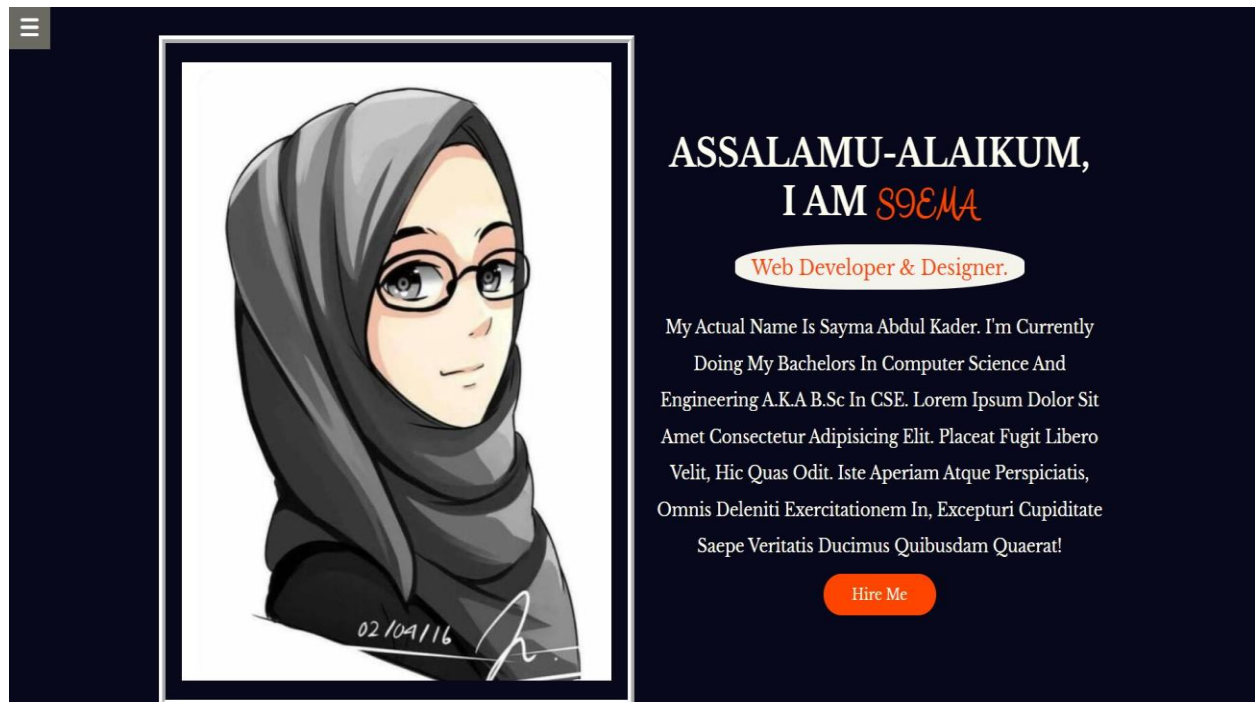 ASSALAMU-ALAIKUM,
I AM S9EMA
Web Developer & Designer.
My Actual Name Is Sayma Abdul Kader. I'm Currently
Doing My Bachelors In Computer Science And
Engineering A.K.A B.Sc In CSE. Lorem Ipsum Dolor Sit
Amet Consectetur Adipisicing Elit. Placeat Fugit Libero
Velit, Hic Quas Odit. Iste Aperiam Atque Perspiciatis,
Omnis Deleniti Exercitationem In, Excepturi Cupiditate
Saepe Veritatis Ducimus Quibusdam Quaerat!
Hire Me
02/04/16